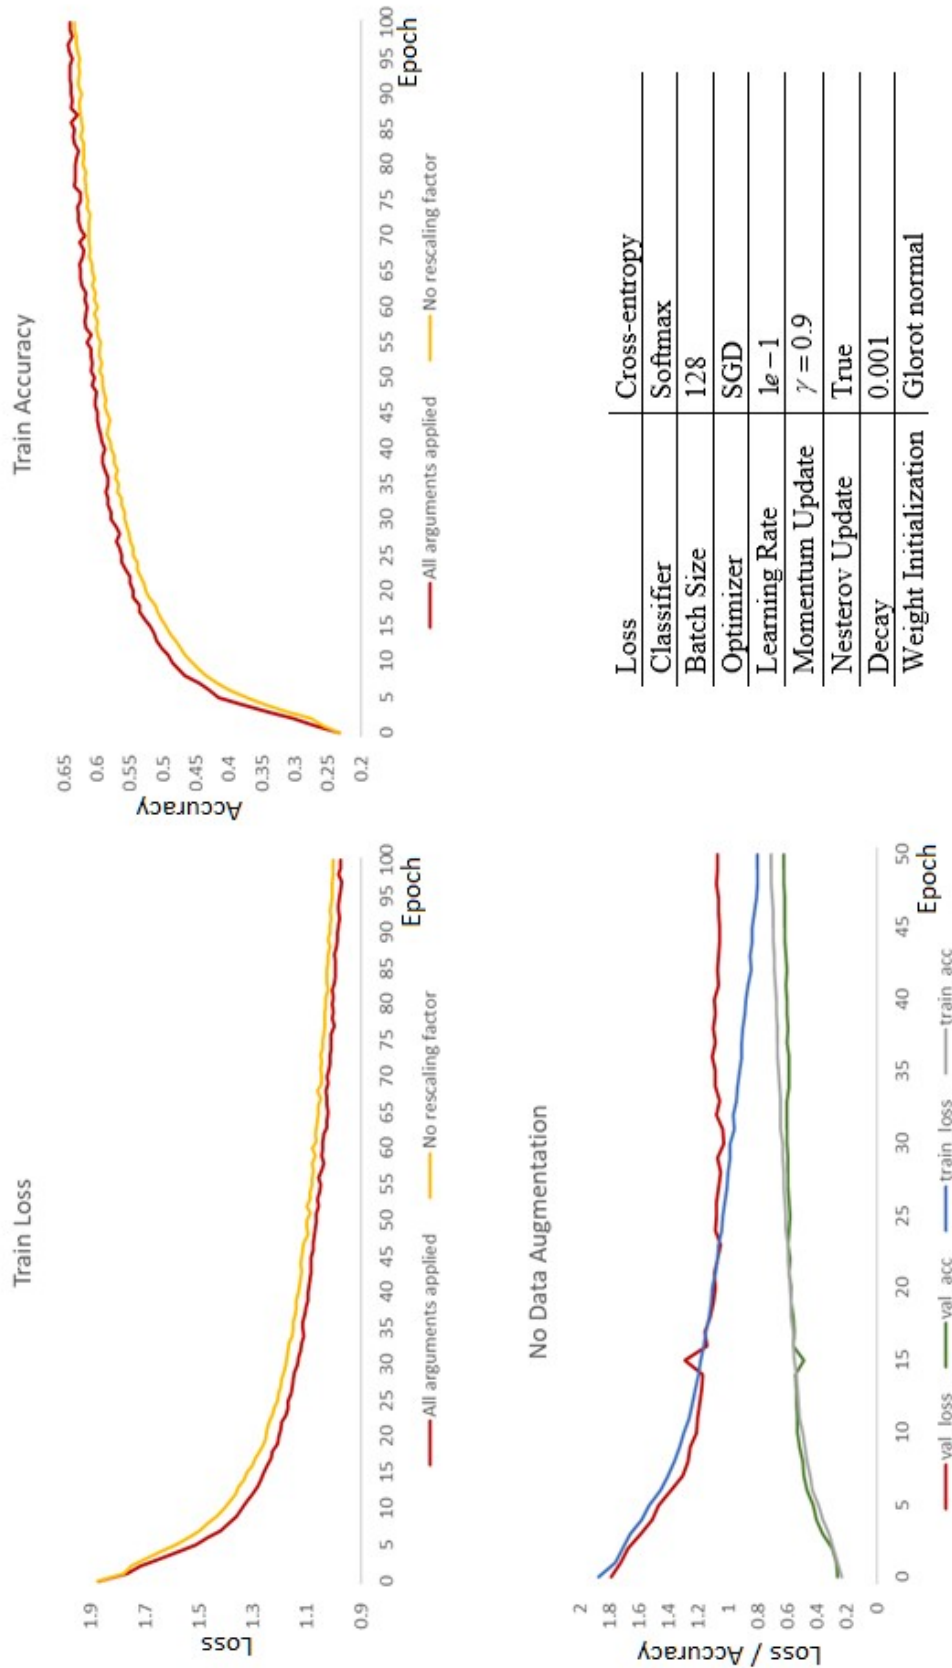 Train Loss
Loss
1.9
1.7
1.5
1.3
1.1
0.9
0 5 10 15 20 25 30 35 40 45 50 55 60 65 70 75 80 85 90 95 100
Epoch
All arguments applied No rescaling factor
Train Accuracy
Accuracy
0.65
0.6
0.55
0.5
0.45
0.4
0.35
0.3
0.25
0.2
0 5 10 15 20 25 30 35 40 45 50 55 60 65 70 75 80 85 90 95 100
Epoch
All arguments applied No rescaling factor
No Data Augmentation
Loss / Accuracy
2
1.8
1.6
1.4
1.2
1
0.8
0.6
0.4
0.2
0
0 5 10 15 20 25 30 35 40 45 50
Epoch
val_loss val_acc train_loss train_acc
Loss Cross-entropy
Classifier Softmax
Batch Size 128
Optimizer SGD
Learning Rate 1e−1
Momentum Update γ = 0.9
Nesterov Update True
Decay 0.001
Weight Initialization Glorot normal